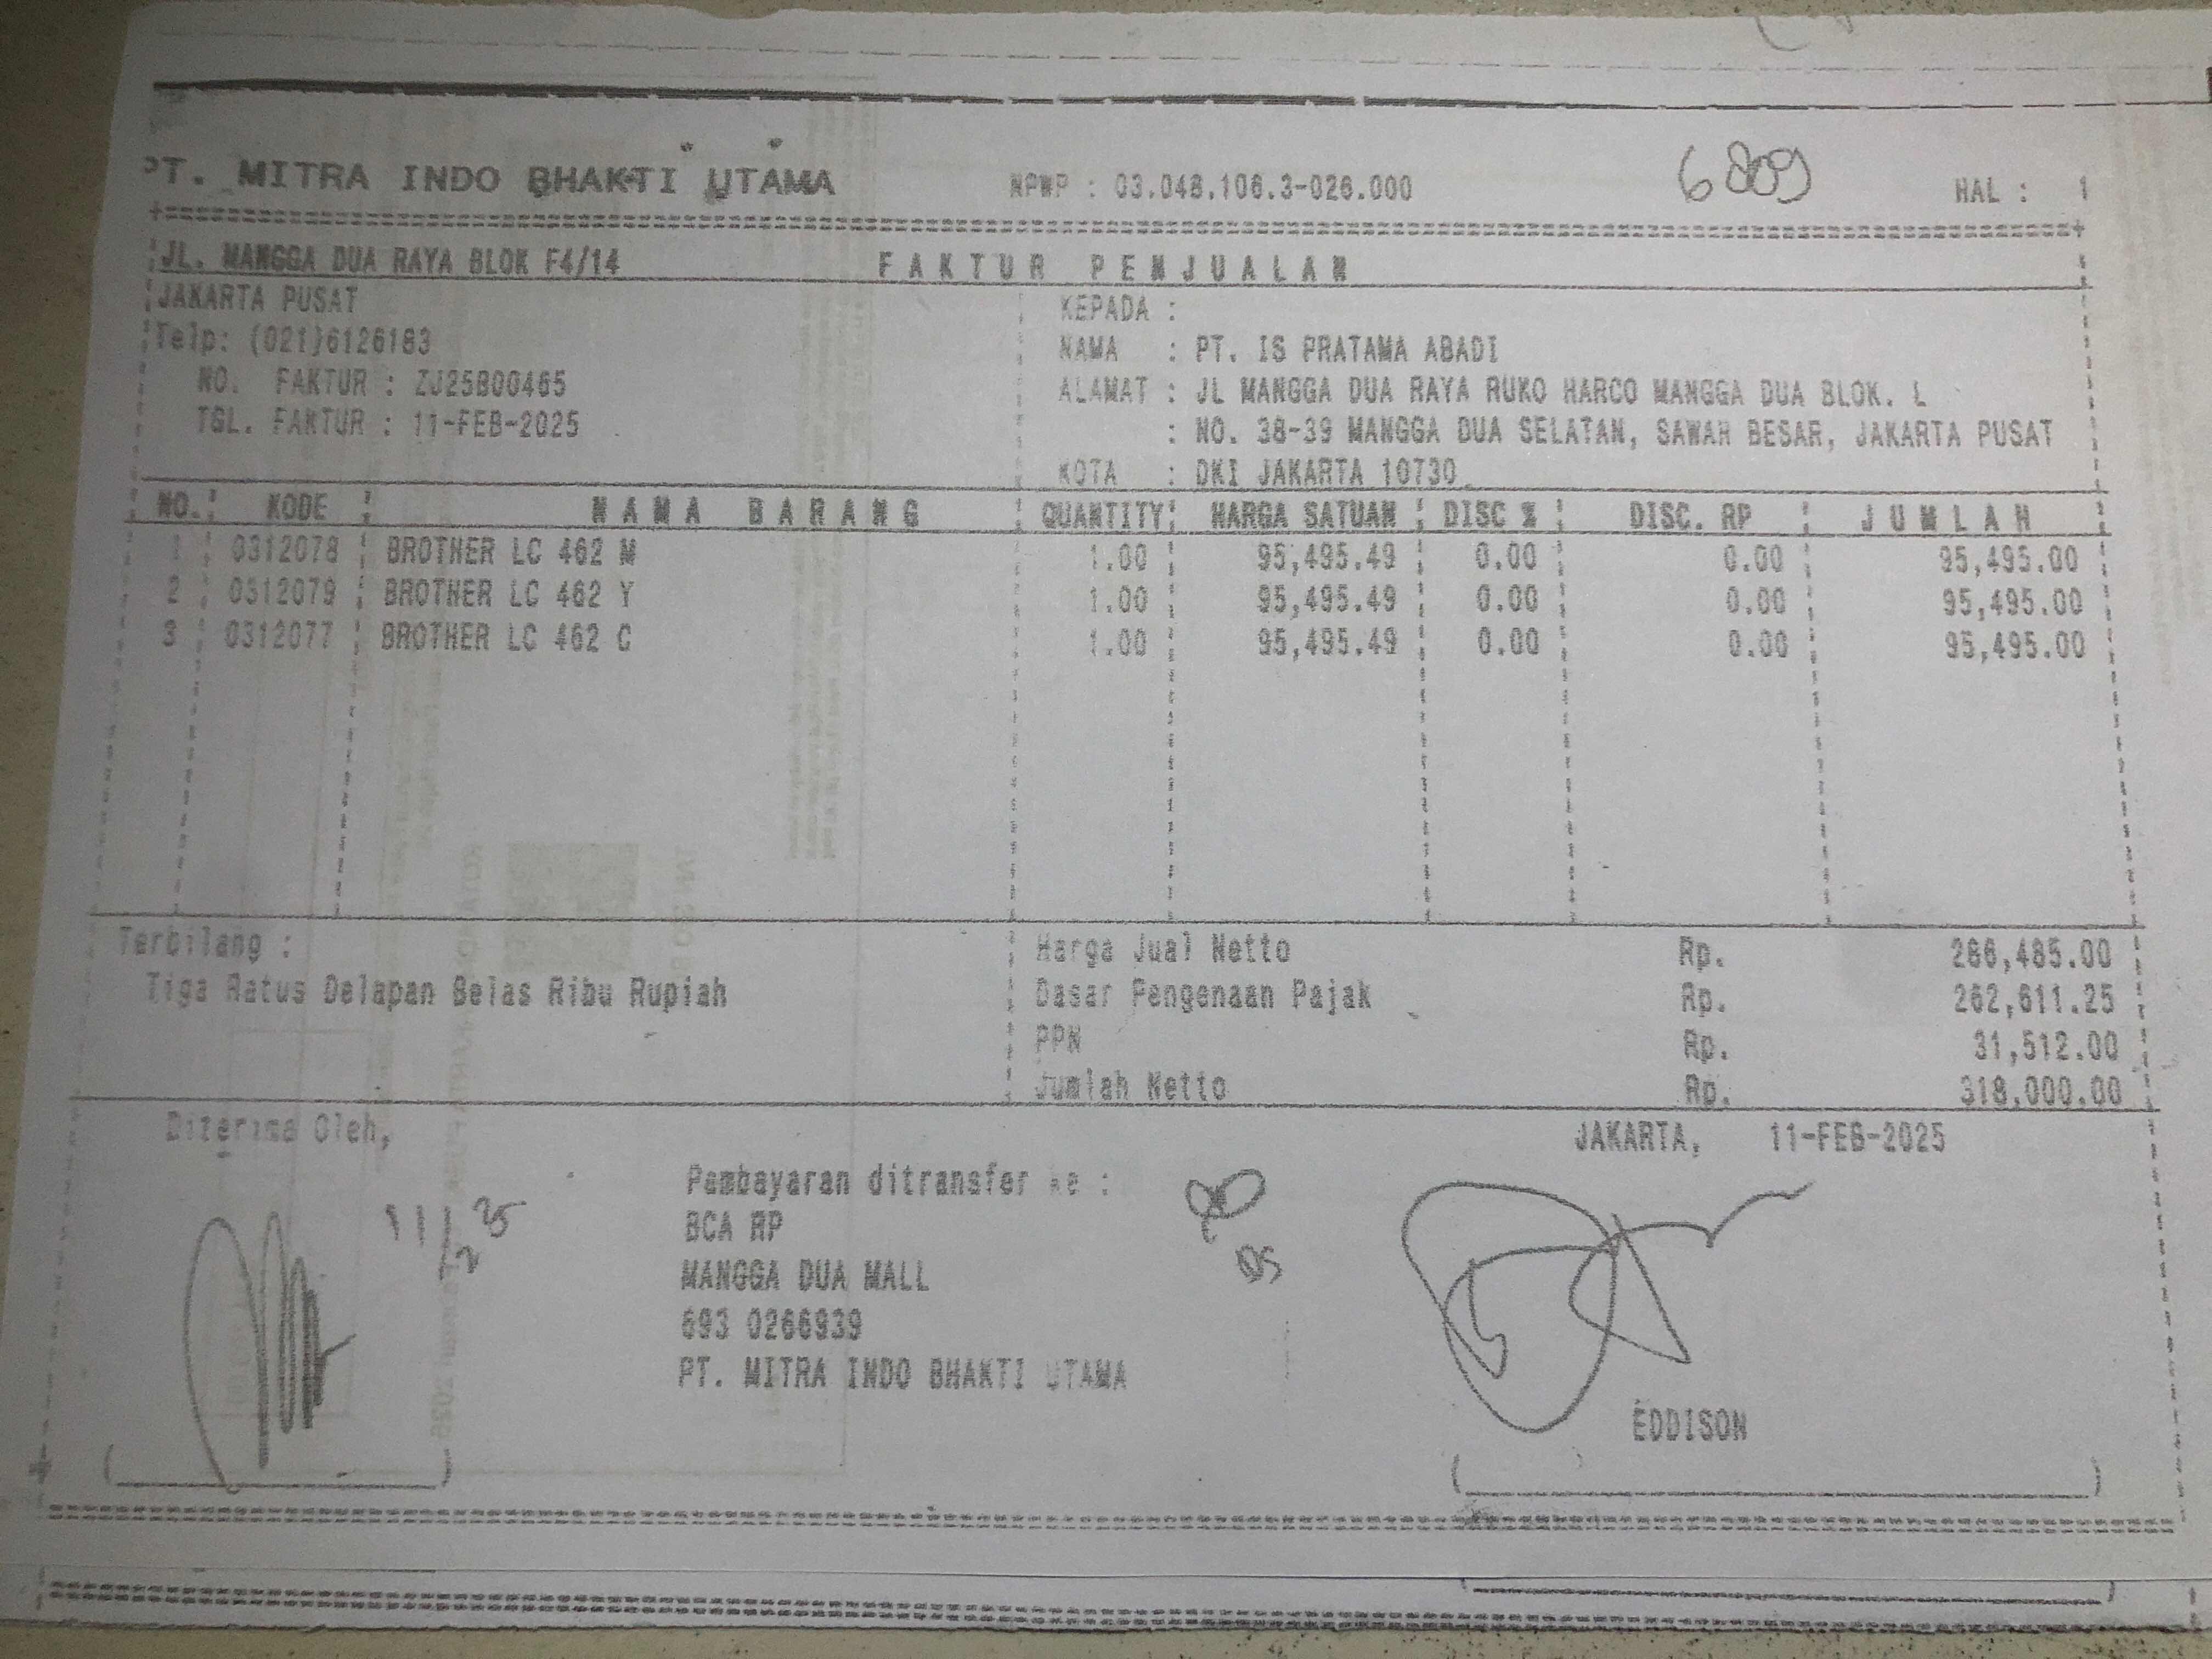 PT. MITRA INDO BHAKTI UTAMA NPWP : 03.048.106.3-026.000 6809 HAL : 1
JL. MANGGA DUA RAYA BLOK F4/14 FAKTUR PENJUALAN
JAKARTA PUSAT KEPADA :
Telp: (021)6126183 NAMA : PT. IS PRATAMA ABADI
NO. FAKTUR : ZJ25B00465 ALAMAT : JL MANGGA DUA RAYA RUKO HARCO MANGGA DUA BLOK. L
TGL. FAKTUR : 11-FEB-2025 : NO. 38-39 MANGGA DUA SELATAN, SAWAH BESAR, JAKARTA PUSAT
KOTA : DKI JAKARTA 10730
NO. KODE NAMA BARANG QUANTITY HARGA SATUAN DISC % DISC. RP JUMLAH
1 0312078 BROTHER LC 462 M 1.00 95,495.49 0.00 0.00 95,495.00
2 0312079 BROTHER LC 462 Y 1.00 95,495.49 0.00 0.00 95,495.00
3 0312077 BROTHER LC 462 C 1.00 95,495.49 0.00 0.00 95,495.00
Terbilang : Harga Jual Netto Rp. 286,485.00
Tiga Ratus Delapan Belas Ribu Rupiah Dasar Pengenaan Pajak Rp. 262,611.25
PPN Rp. 31,512.00
Jumlah Netto Rp. 318,000.00
Diterima Oleh, JAKARTA, 11-FEB-2025
Pembayaran ditransfer ke :
11/2 25 BCA RP
MANGGA DUA MALL
693 0266939
PT. MITRA INDO BHAKTI UTAMA
EDDISON